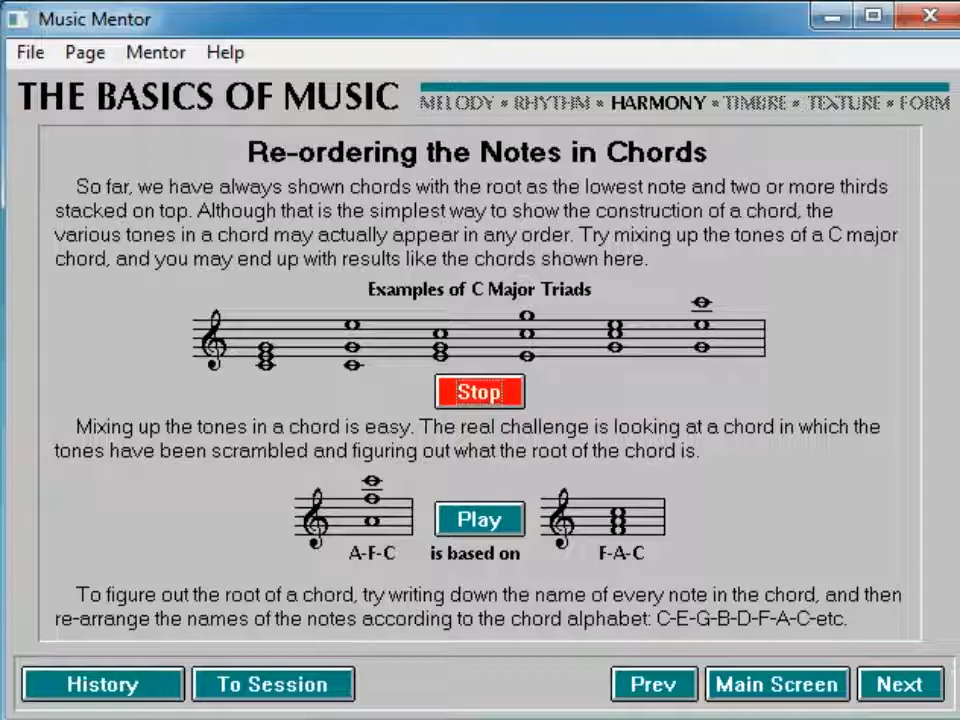 Music Mentor
File Page Mentor Help
THE BASICS OF MUSIC
MELODY • RHYTHM • HARMONY • TIMBRE • TEXTURE • FORM
Re-ordering the Notes in Chords
So far, we have always shown chords with the root as the lowest note and two or more thirds
stacked on top. Although that is the simplest way to show the construction of a chord, the
various tones in a chord may actually appear in any order. Try mixing up the tones of a C major
chord, and you may end up with results like the chords shown here.
Examples of C Major Triads
Stop
Mixing up the tones in a chord is easy. The real challenge is looking at a chord in which the
tones have been scrambled and figuring out what the root of the chord is.
Play
A-F-C is based on F-A-C
To figure out the root of a chord, try writing down the name of every note in the chord, and then
re-arrange the names of the notes according to the chord alphabet: C-E-G-B-D-F-A-C-etc.
History To Session Prev Main Screen Next